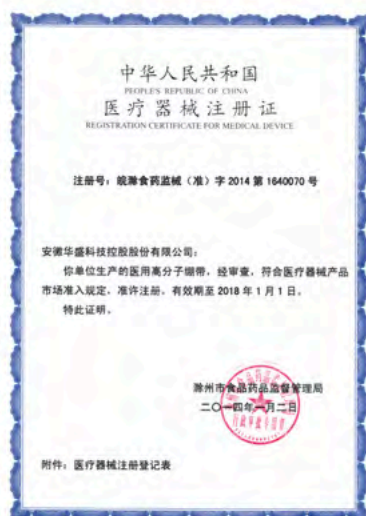 中华人民共和国
PEOPLE'S REPUBLIC OF CHINA
医疗器械注册证
REGISTRATION CERTIFICATE FOR MEDICAL DEVICE
注册号：皖滁食药监械（准）字 2014 第 1640070 号
安徽华盛科技控股股份有限公司：
你单位生产的医用高分子绷带，经审查，符合医疗器械产品
市场准入规定，准许注册，有效期至 2018 年 1 月 1 日。
特此证明。
滁州市食品药品监督管理局
二〇一四年一月二日
附件：医疗器械注册登记表